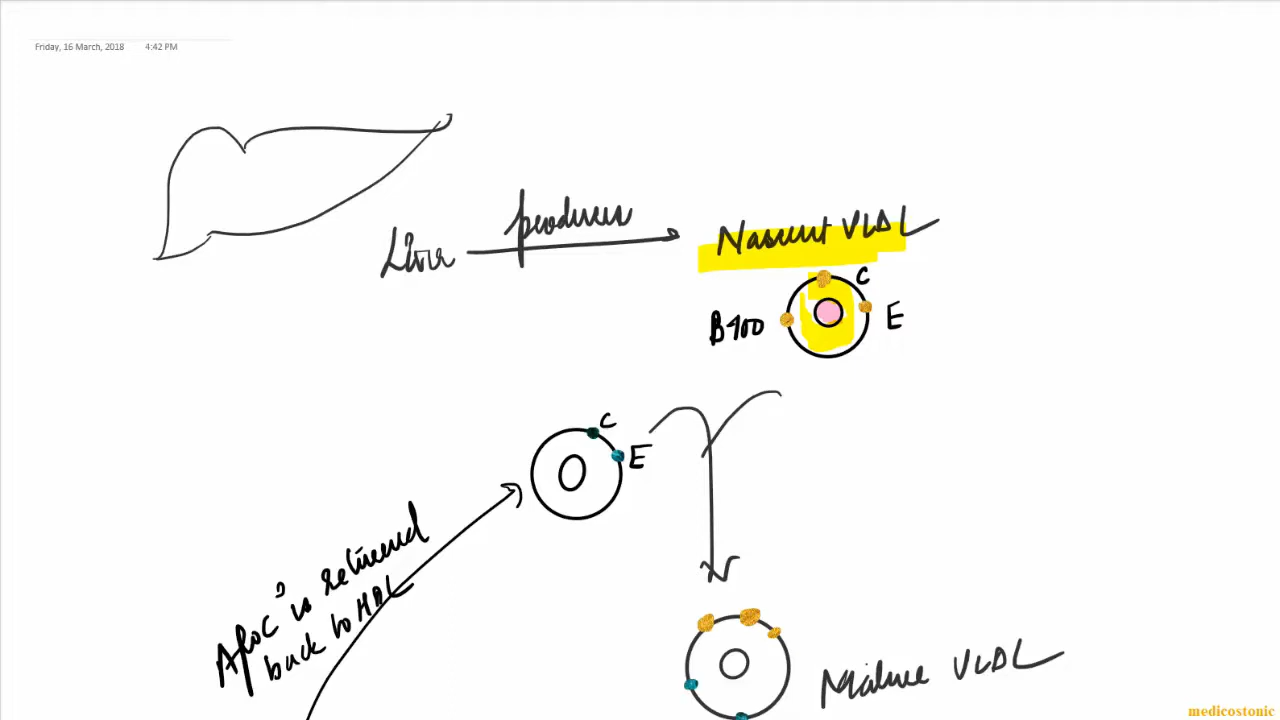 Friday, 16 March, 2018 4:42 PM
Liver
produces
Nascent VLDL
C
B100
E
C
E
Apo C is returned
back to HDL
Mature VLDL
medicostonic